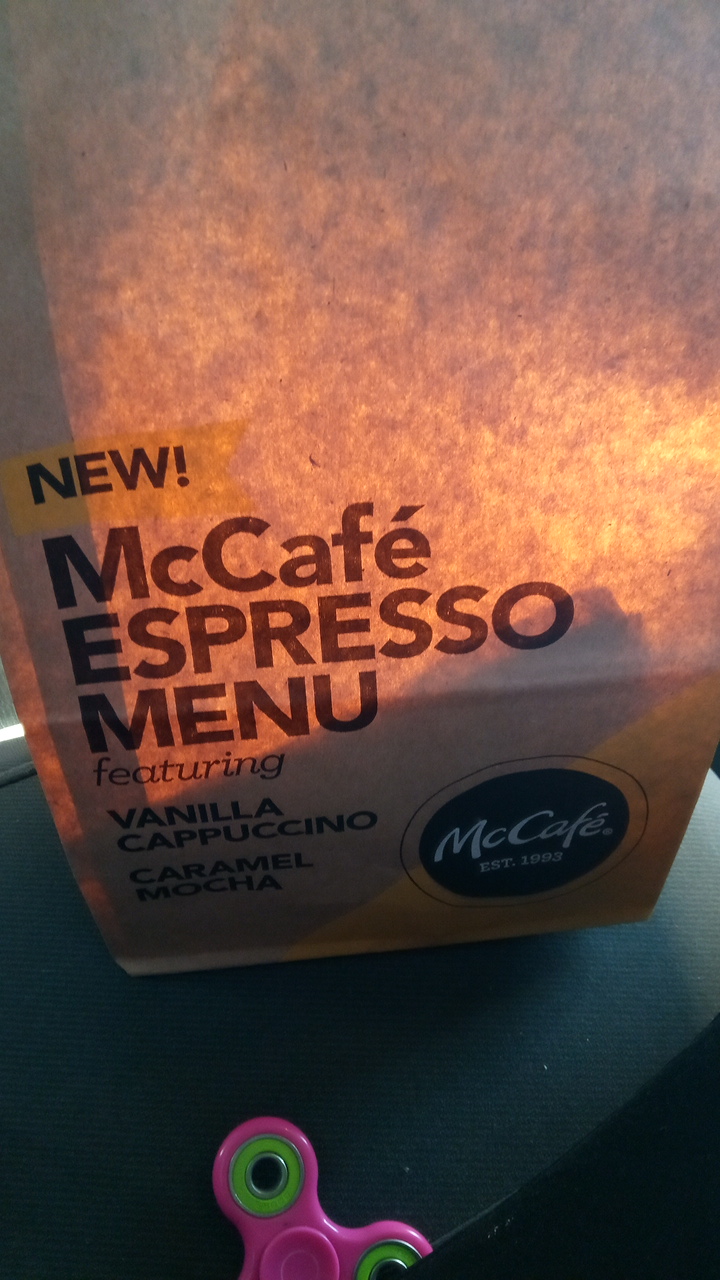 NEW!
McCafé
ESPRESSO
MENU
featuring
VANILLA
CAPPUCCINO
CARAMEL
MOCHA
McCafé®
EST. 1993